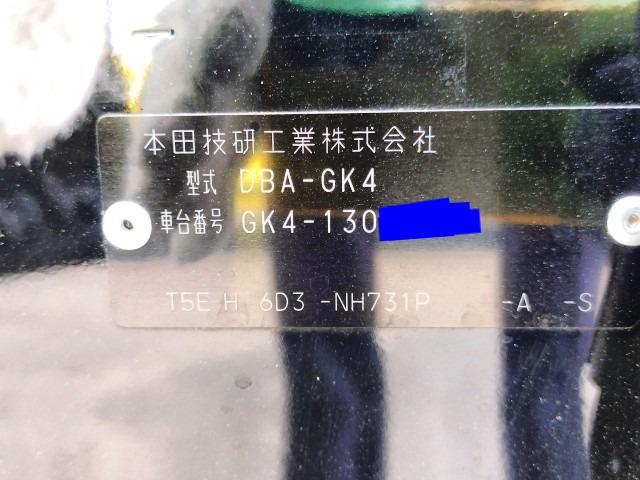 本田技研工業株式会社
型式 DBA-GK4
車台番号 GK4-130
T5E H 6D3 -NH731P -A -S